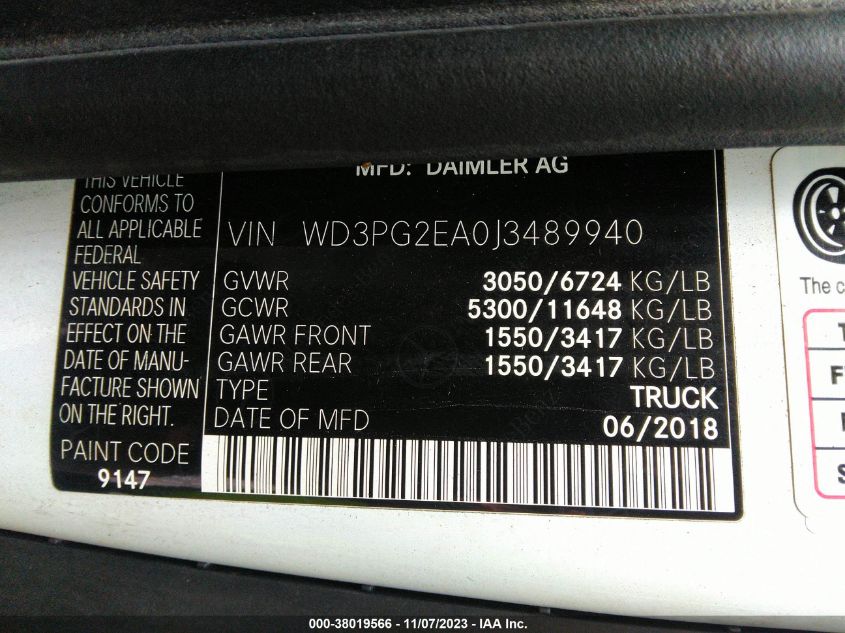 MFD: DAIMLER AG
THIS VEHICLE
CONFORMS TO
ALL APPLICABLE
FEDERAL
VEHICLE SAFETY
STANDARDS IN
EFFECT ON THE
DATE OF MANU-
FACTURE SHOWN
ON THE RIGHT.
PAINT CODE
9147
VIN WD3PG2EA0J3489940
GVWR 3050/6724 KG/LB
GCWR 5300/11648 KG/LB
GAWR FRONT 1550/3417 KG/LB
GAWR REAR 1550/3417 KG/LB
TYPE TRUCK
DATE OF MFD 06/2018
The c
000-38019566 - 11/07/2023 - IAA Inc.